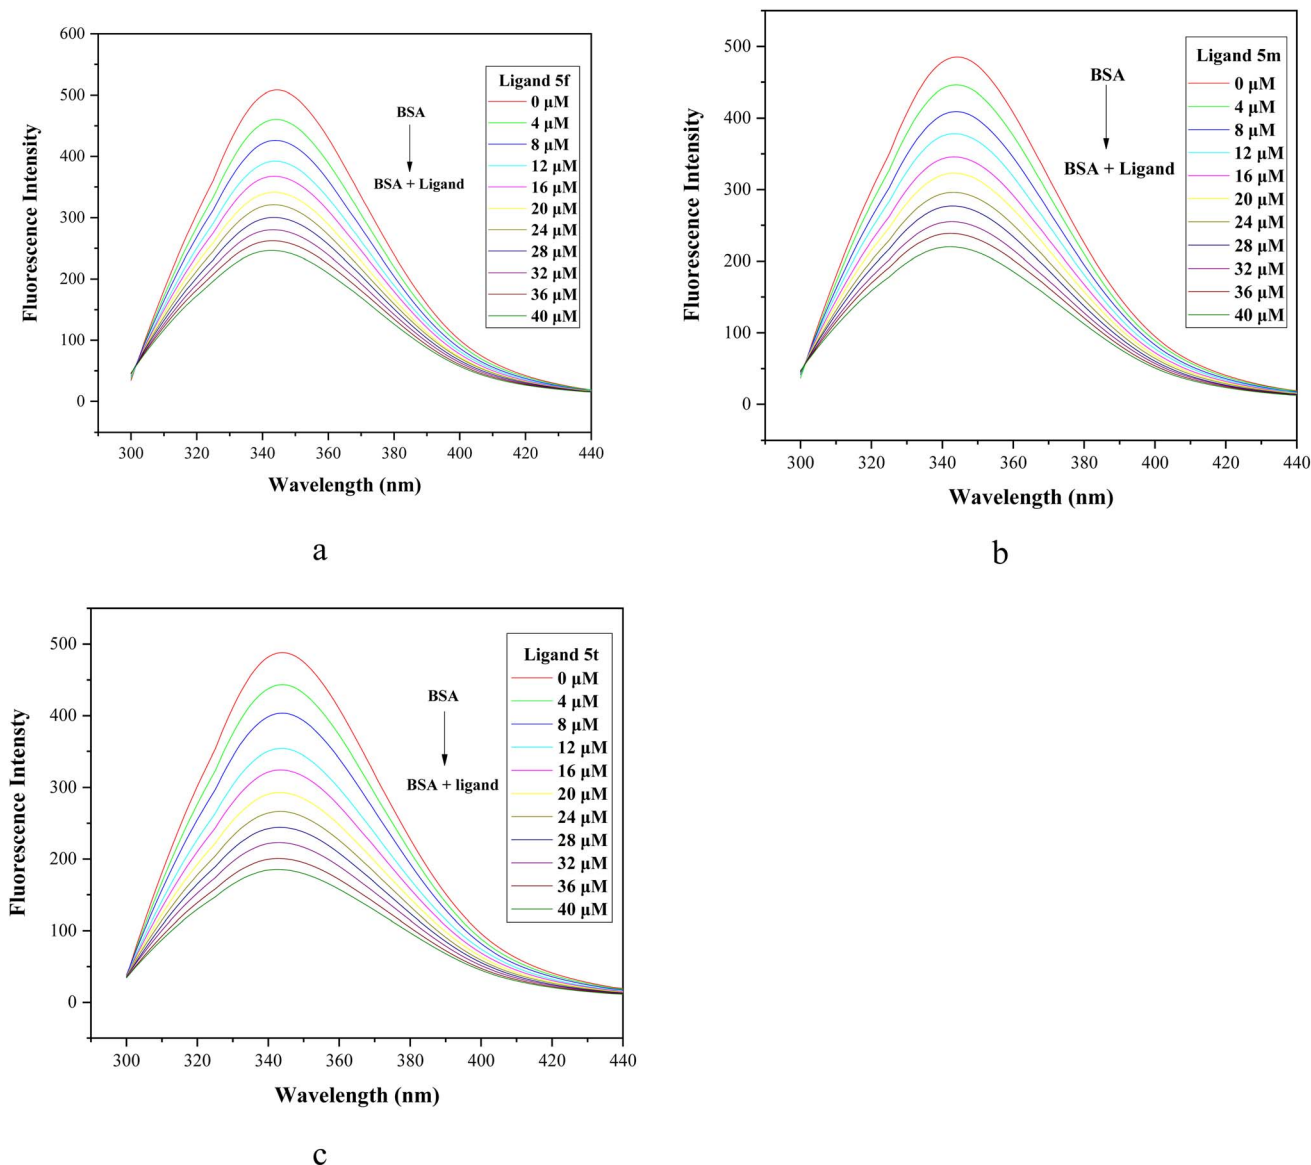 600
500
400
300
200
100
0
Fluorescence Intensity
300 320 340 360 380 400 420 440
Wavelength (nm)
BSA
BSA + Ligand
Ligand 5f
0 μM
4 μM
8 μM
12 μM
16 μM
20 μM
24 μM
28 μM
32 μM
36 μM
40 μM
a
500
400
300
200
100
0
Fluorescence Intensity
300 320 340 360 380 400 420 440
Wavelength (nm)
BSA
BSA + Ligand
Ligand 5m
0 μM
4 μM
8 μM
12 μM
16 μM
20 μM
24 μM
28 μM
32 μM
36 μM
40 μM
b
500
400
300
200
100
0
Fluorescence Intensty
300 320 340 360 380 400 420 440
Wavelength (nm)
BSA
BSA + ligand
Ligand 5t
0 μM
4 μM
8 μM
12 μM
16 μM
20 μM
24 μM
28 μM
32 μM
36 μM
40 μM
c